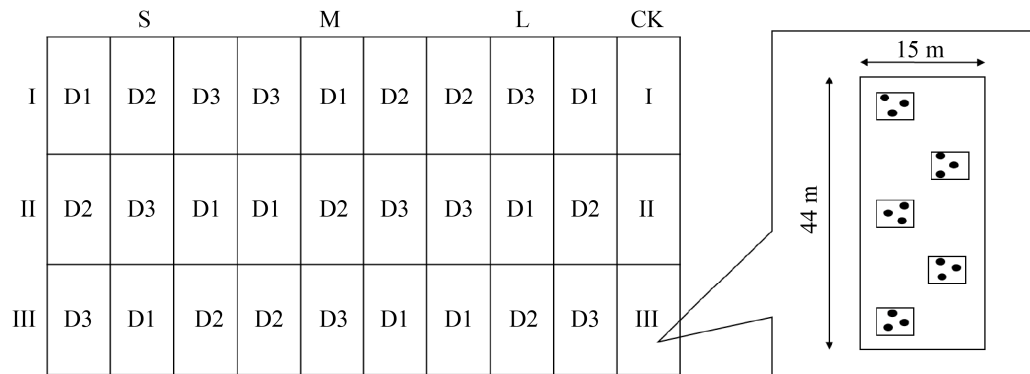 S M L CK
I D1 D2 D3 D3 D1 D2 D2 D3 D1 I
II D2 D3 D1 D1 D2 D3 D3 D1 D2 II
III D3 D1 D2 D2 D3 D1 D1 D2 D3 III
15 m
44 m